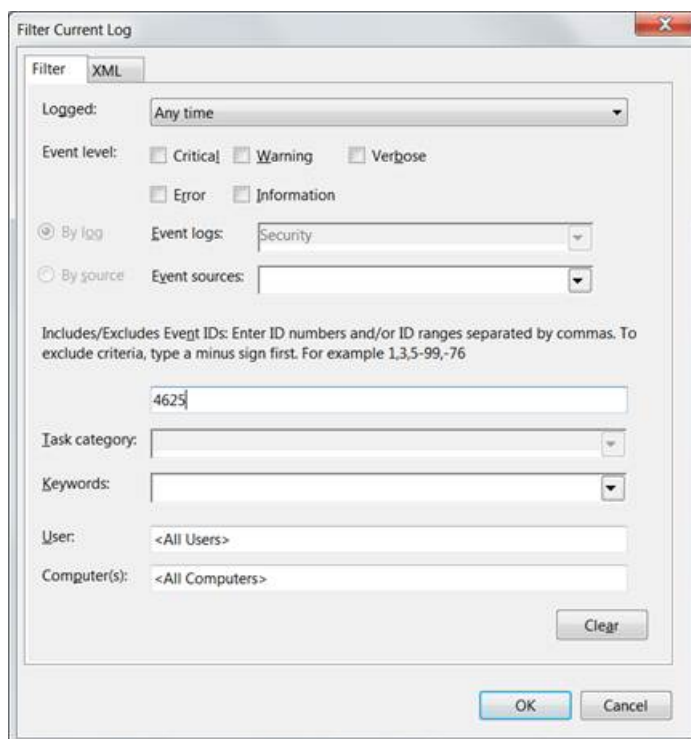 Filter Current Log
Filter XML
Logged: Any time
Event level: Critical Warning Verbose
Error Information
By log Event logs: Security
By source Event sources:
Includes/Excludes Event IDs: Enter ID numbers and/or ID ranges separated by commas. To
exclude criteria, type a minus sign first. For example 1,3,5-99,-76
4625
Task category:
Keywords:
User: <All Users>
Computer(s): <All Computers>
Clear
OK Cancel